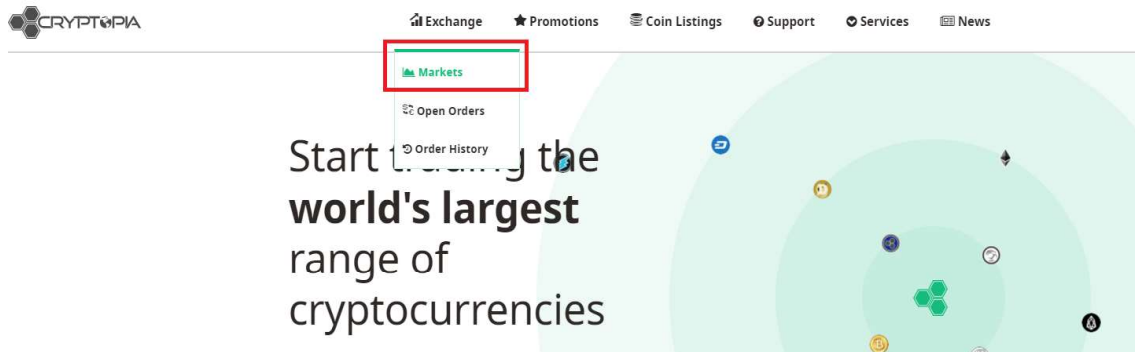 CRYPTOPIA
Exchange Promotions Coin Listings Support Services News
Markets
Open Orders
Order History
Start trading the
world's largest
range of
cryptocurrencies